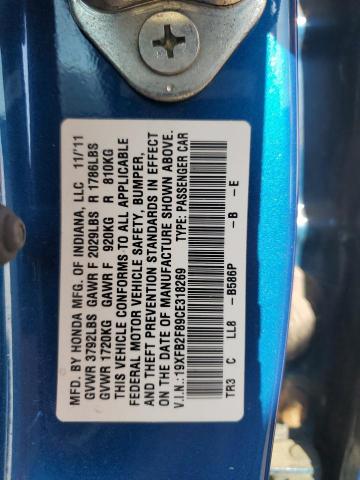 MFD. BY HONDA MFG. OF INDIANA, LLC 11/'11
GVWR 3792LBS GAWR F 2029LBS R 1786LBS
GVWR 1720KG GAWR F 920KG R 810KG
THIS VEHICLE CONFORMS TO ALL APPLICABLE
FEDERAL MOTOR VEHICLE SAFETY, BUMPER,
AND THEFT PREVENTION STANDARDS IN EFFECT
ON THE DATE OF MANUFACTURE SHOWN ABOVE.
V.I.N.: 19XFB2F89CE318269 TYPE: PASSENGER CAR
TR3 C LL8 -B586P -B -E